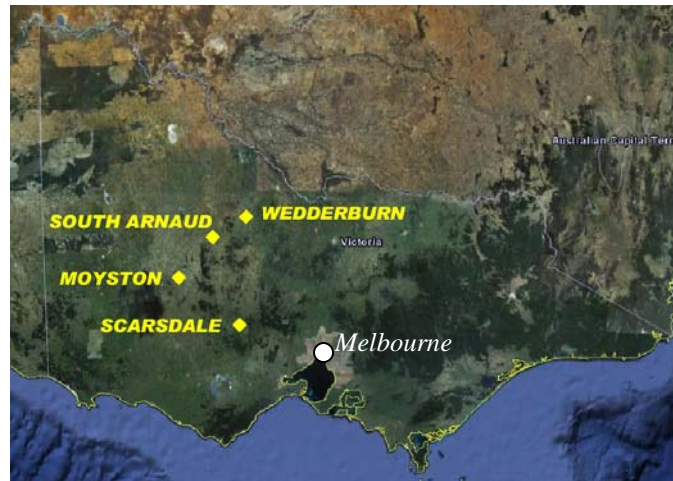 Australian Capital Terr
WEDDERBURN
SOUTH ARNAUD
Victoria
MOYSTON
SCARSDALE
Melbourne